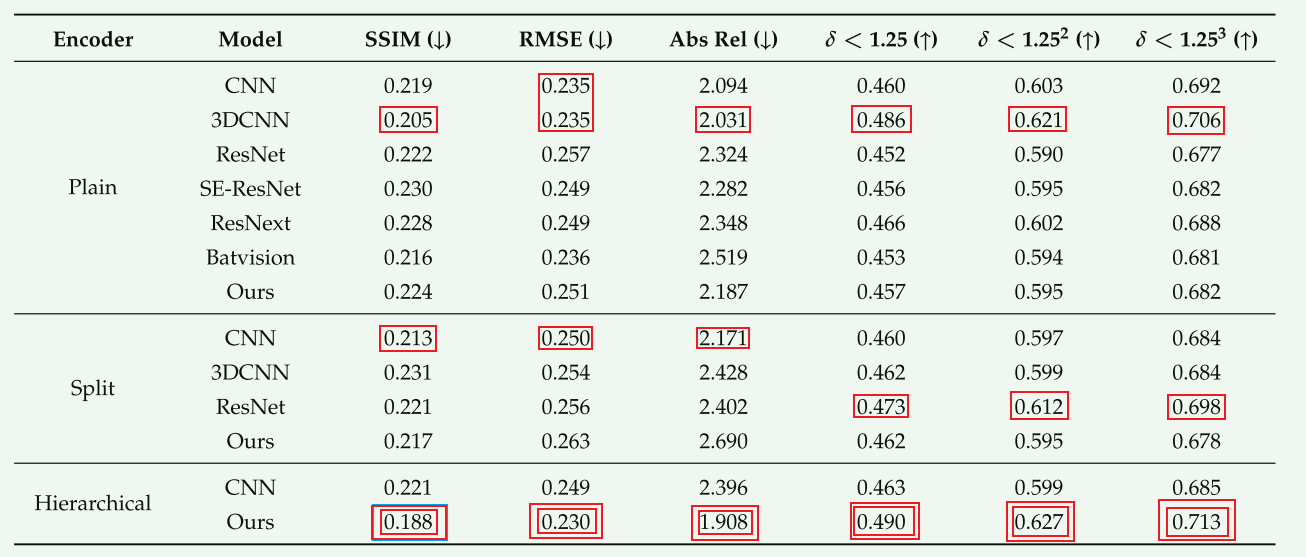 Encoder Model SSIM (↓) RMSE (↓) Abs Rel (↓) δ < 1.25 (↑) δ < 1.25² (↑) δ < 1.25³ (↑)
CNN 0.219 0.235 2.094 0.460 0.603 0.692
3DCNN 0.205 0.235 2.031 0.486 0.621 0.706
ResNet 0.222 0.257 2.324 0.452 0.590 0.677
Plain SE-ResNet 0.230 0.249 2.282 0.456 0.595 0.682
ResNext 0.228 0.249 2.348 0.466 0.602 0.688
Batvision 0.216 0.236 2.519 0.453 0.594 0.681
Ours 0.224 0.251 2.187 0.457 0.595 0.682
CNN 0.213 0.250 2.171 0.460 0.597 0.684
3DCNN 0.231 0.254 2.428 0.462 0.599 0.684
Split ResNet 0.221 0.256 2.402 0.473 0.612 0.698
Ours 0.217 0.263 2.690 0.462 0.595 0.678
Hierarchical CNN 0.221 0.249 2.396 0.463 0.599 0.685
Ours 0.188 0.230 1.908 0.490 0.627 0.713